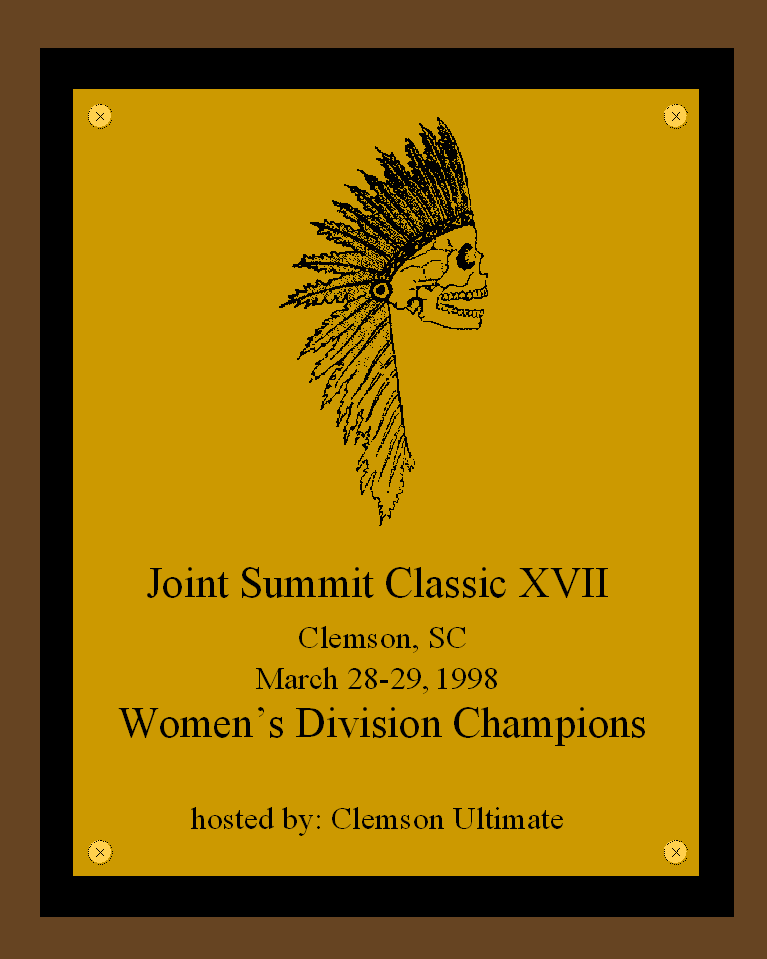 Joint Summit Classic XVII
Clemson, SC
March 28-29, 1998
Women’s Division Champions
hosted by: Clemson Ultimate